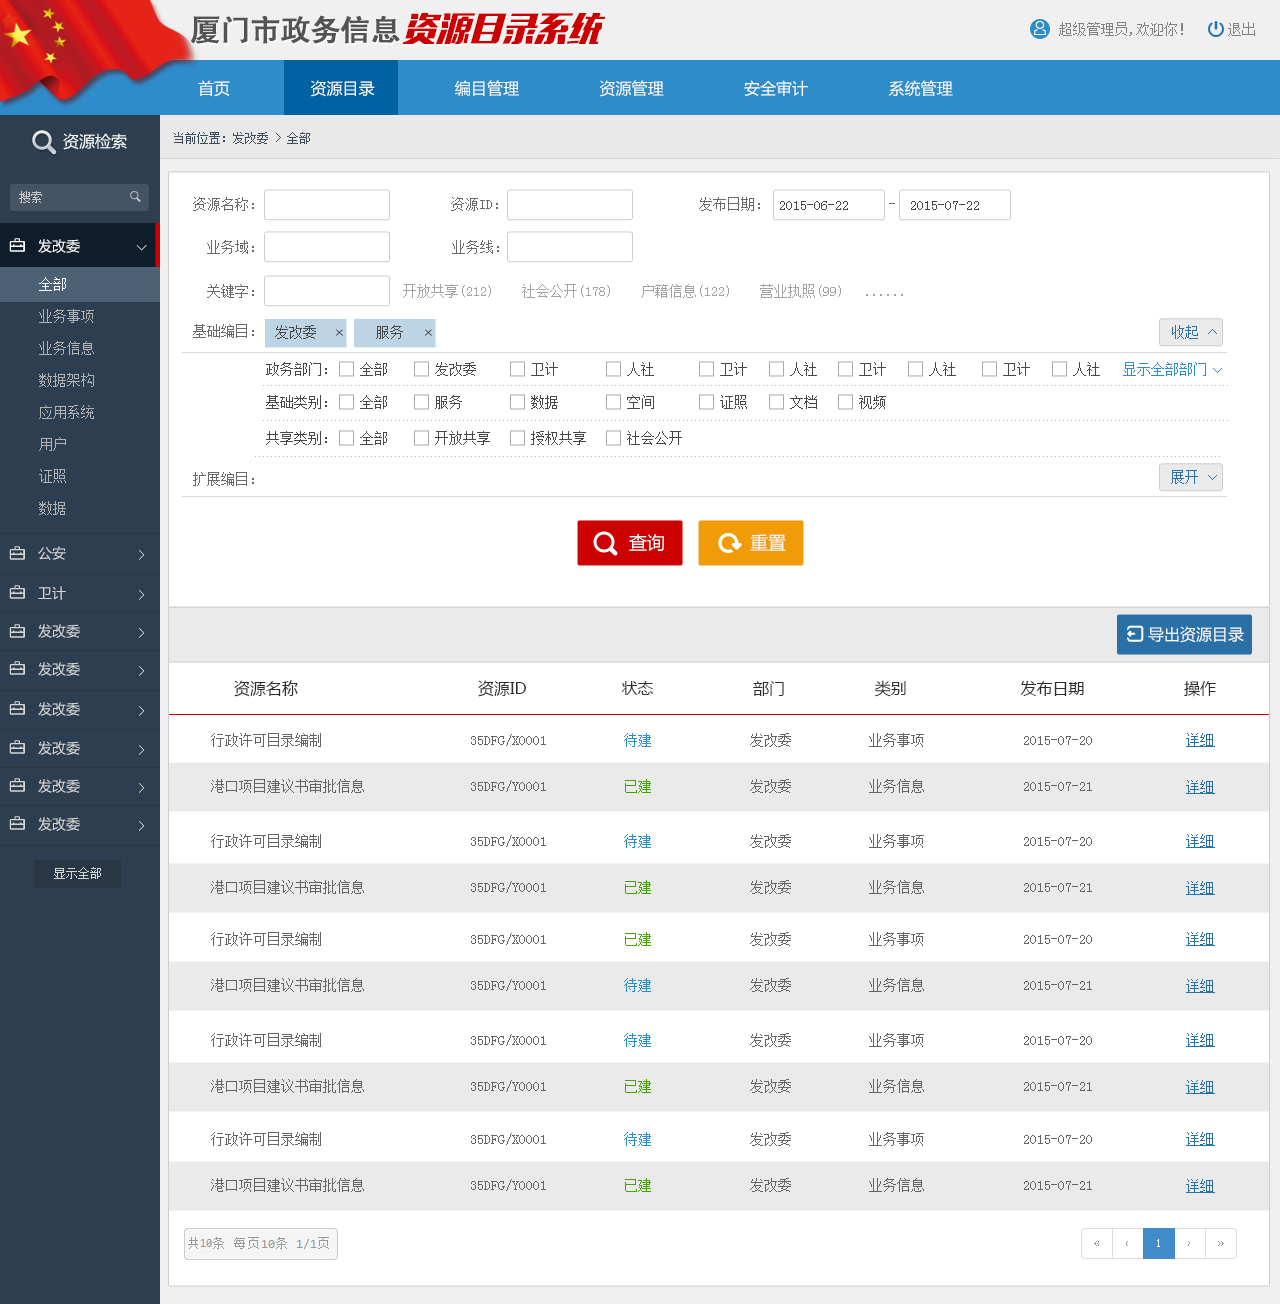 厦门市政务信息资源目录系统
超级管理员,欢迎你! 退出
首页 资源目录 编目管理 资源管理 安全审计 系统管理
资源检索
搜索
发改委
全部
业务事项
业务信息
数据架构
应用系统
用户
证照
数据
公安
卫计
发改委
发改委
发改委
发改委
发改委
发改委
显示全部
当前位置: 发改委 > 全部
资源名称: 资源ID: 发布日期: 2015-06-22 - 2015-07-22
业务域: 业务线:
关键字: 开放共享(212) 社会公开(178) 户籍信息(122) 营业执照(99) ......
基础编目: 发改委 × 服务 × 收起
政务部门: 全部 发改委 卫计 人社 卫计 人社 卫计 人社 卫计 人社 显示全部部门
基础类别: 全部 服务 数据 空间 证照 文档 视频
共享类别: 全部 开放共享 授权共享 社会公开
扩展编目: 展开
查询 重置
导出资源目录
资源名称 资源ID 状态 部门 类别 发布日期 操作
行政许可目录编制 35DFG/X0001 待建 发改委 业务事项 2015-07-20 详细
港口项目建议书审批信息 35DFG/Y0001 已建 发改委 业务信息 2015-07-21 详细
行政许可目录编制 35DFG/X0001 待建 发改委 业务事项 2015-07-20 详细
港口项目建议书审批信息 35DFG/Y0001 已建 发改委 业务信息 2015-07-21 详细
行政许可目录编制 35DFG/X0001 已建 发改委 业务事项 2015-07-20 详细
港口项目建议书审批信息 35DFG/Y0001 待建 发改委 业务信息 2015-07-21 详细
行政许可目录编制 35DFG/X0001 待建 发改委 业务事项 2015-07-20 详细
港口项目建议书审批信息 35DFG/Y0001 已建 发改委 业务信息 2015-07-21 详细
行政许可目录编制 35DFG/X0001 待建 发改委 业务事项 2015-07-20 详细
港口项目建议书审批信息 35DFG/Y0001 已建 发改委 业务信息 2015-07-21 详细
共10条 每页10条 1/1页 « ‹ 1 › »